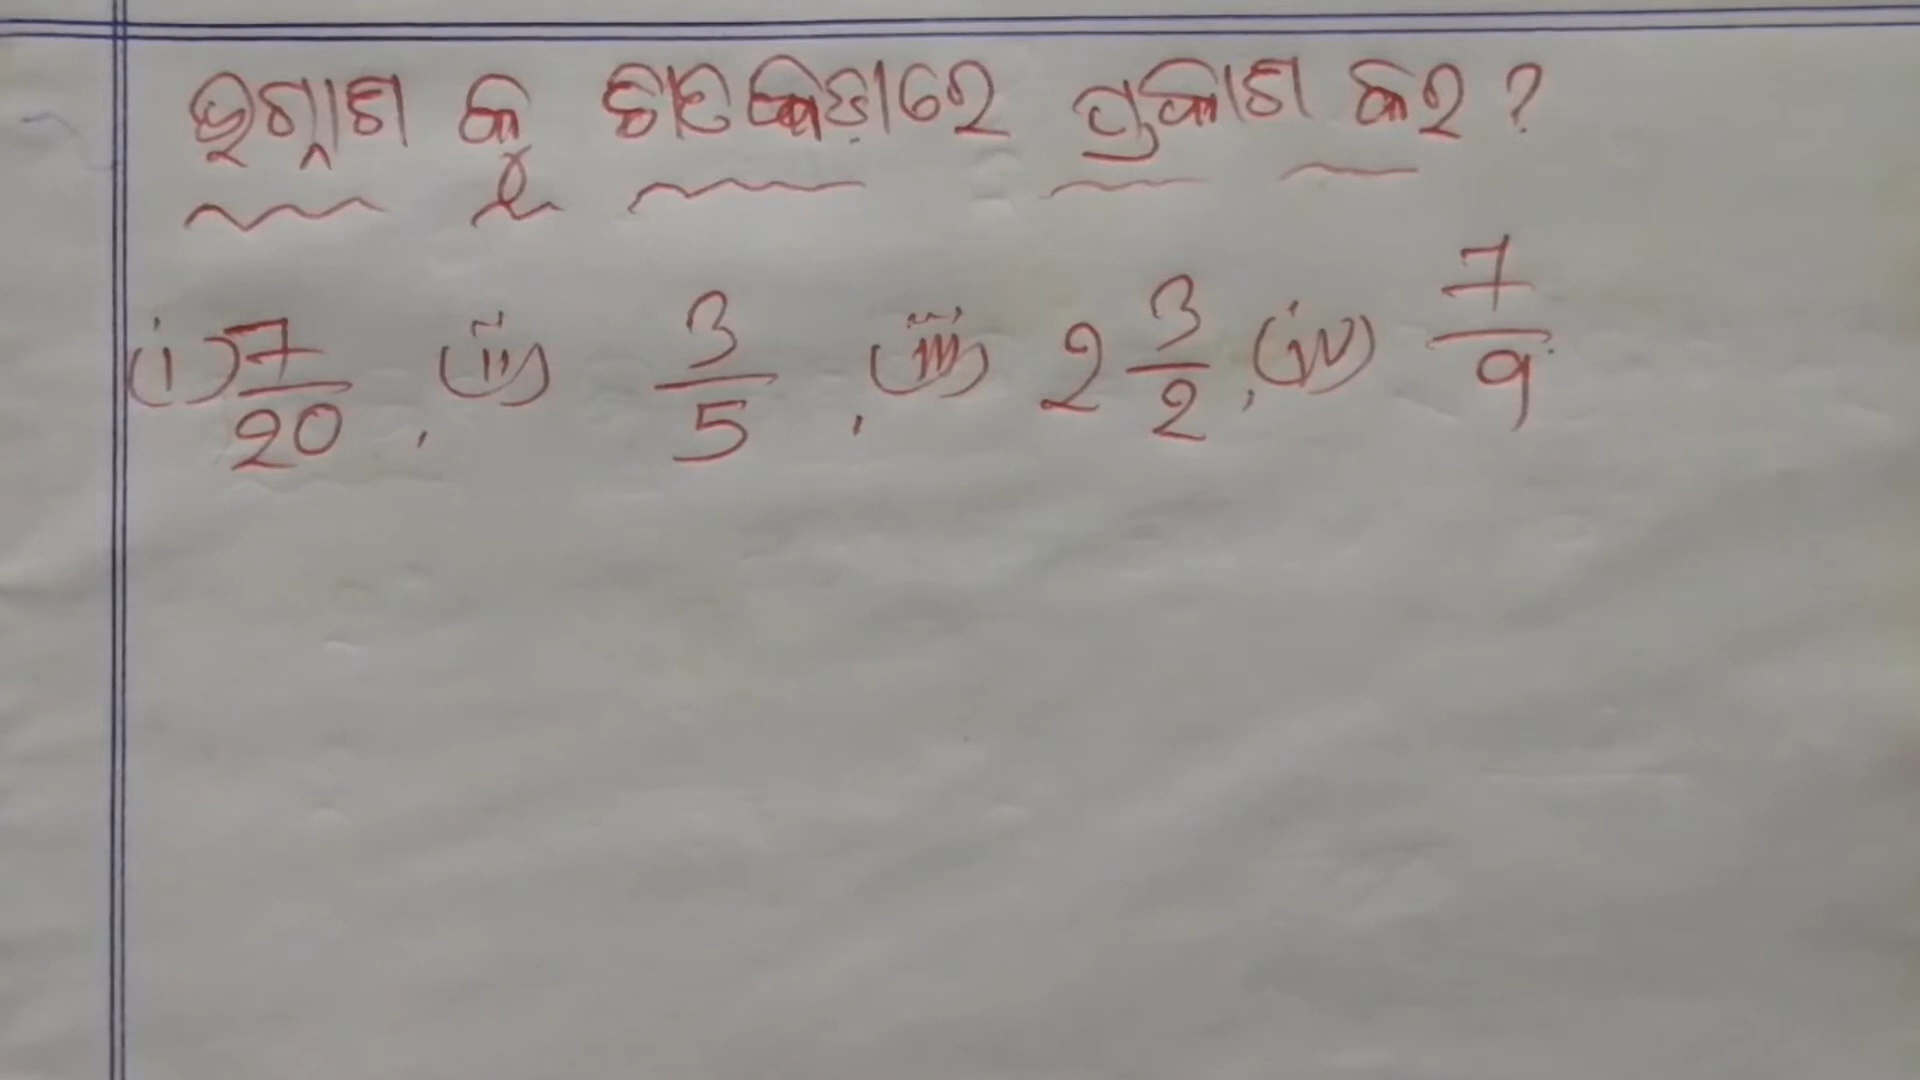 ଭଗ୍ନାଂଶ କୁ ଶତକଡ଼ାରେ ପ୍ରକାଶ କର ?
(i) 7/20 , (ii) 3/5 , (iii) 2 3/2 , (iv) 7/9